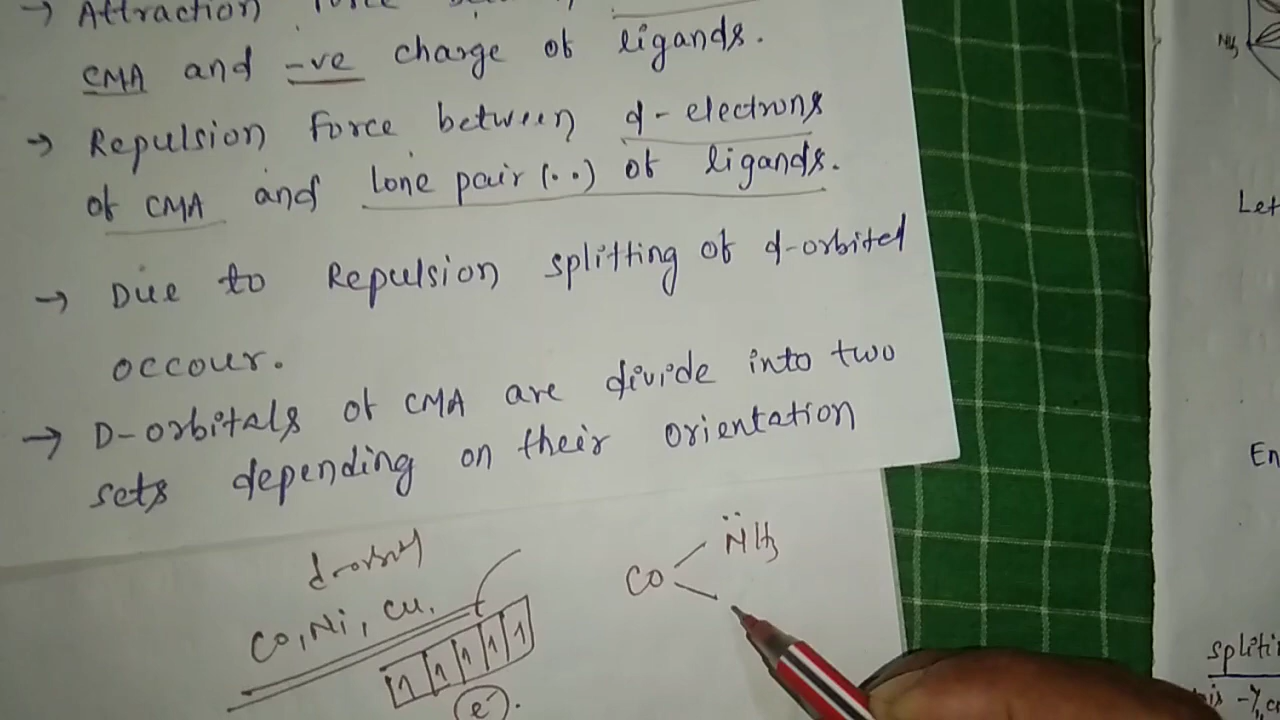 → Attraction force
CMA and -ve charge of ligands.
→ Repulsion Force between d-electrons
of CMA and lone pair (..) of ligands.
→ Due to Repulsion splitting of d-orbital
occour.
→ D-orbitals of CMA are divide into two
sets depending on their orientation
Co, Ni, Cu.
1 1 1 1 1
e⁻
Co N̈H3
NH3
Let
En